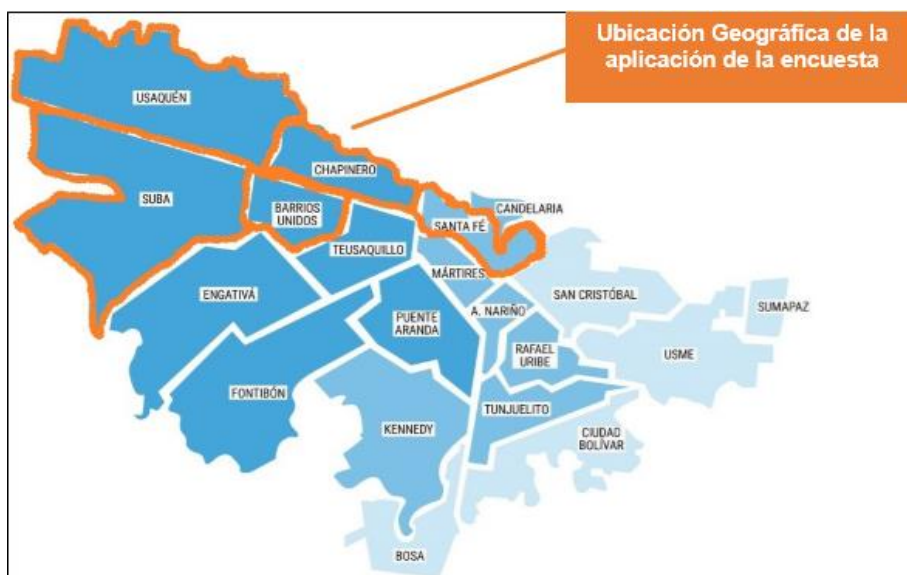 Ubicación Geográfica de la
aplicación de la encuesta
USAQUÉN
CHAPINERO
SUBA
BARRIOS
UNIDOS
CANDELARIA
SANTA FÉ
TEUSAQUILLO
MÁRTIRES
ENGATIVÁ
SAN CRISTÓBAL
SUMAPAZ
PUENTE
ARANDA
A. NARIÑO
RAFAEL
URIBE
USME
FONTIBÓN
TUNJUELITO
KENNEDY
CIUDAD
BOLÍVAR
BOSA